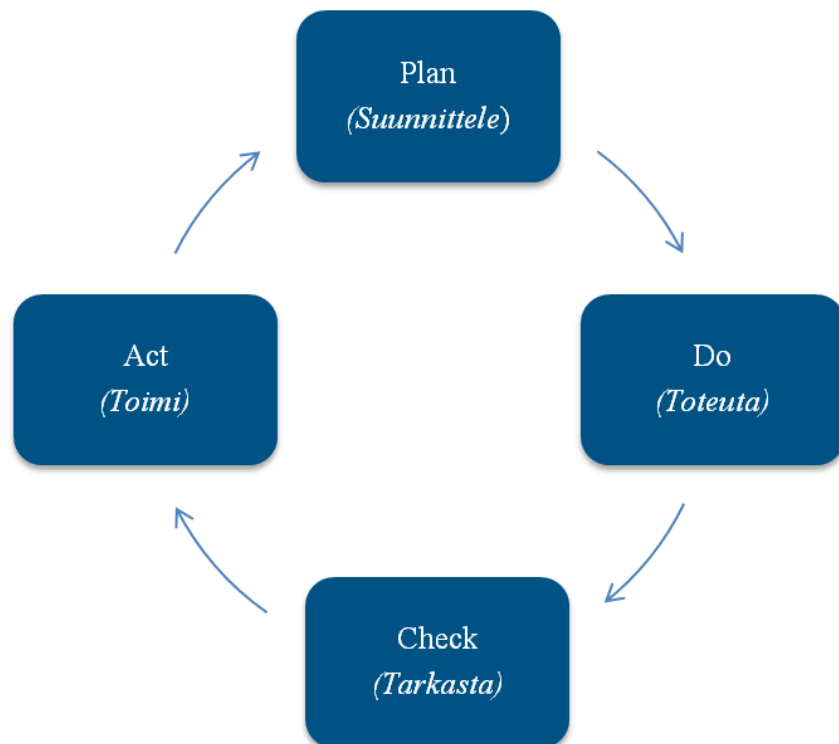 Plan
(Suunnittele)
Do
(Toteuta)
Check
(Tarkasta)
Act
(Toimi)